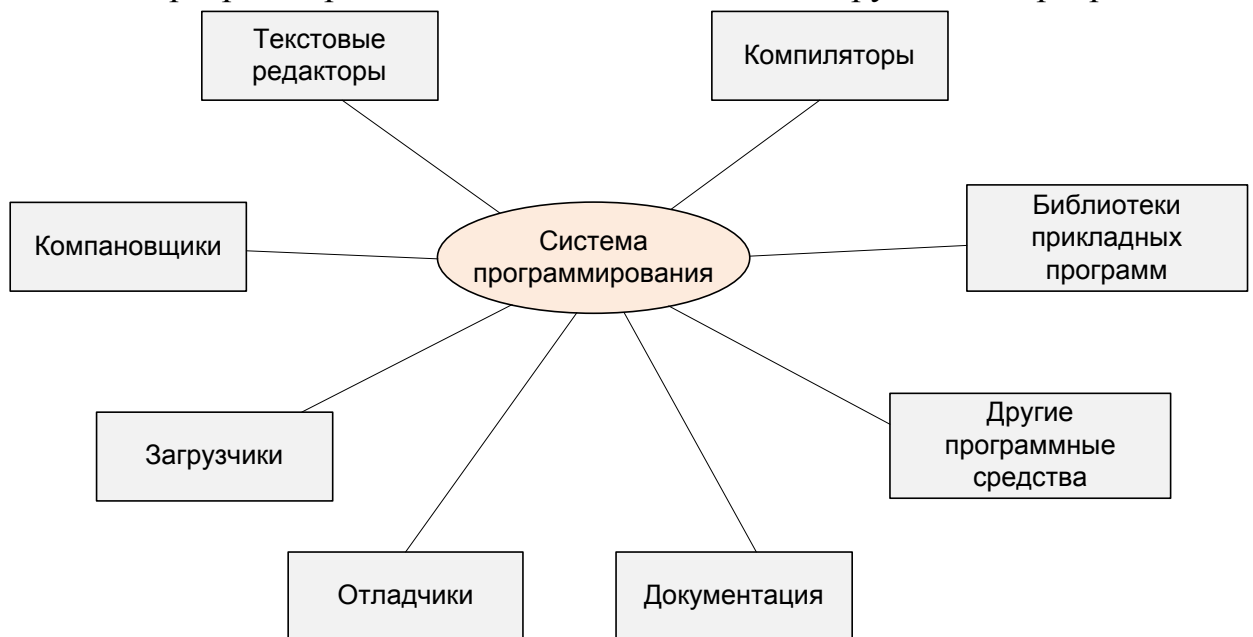 Текстовые
редакторы
Компиляторы
Библиотеки
прикладных
программ
Компановщики
Система
программирования
Другие
программные
средства
Загрузчики
Отладчики
Документация